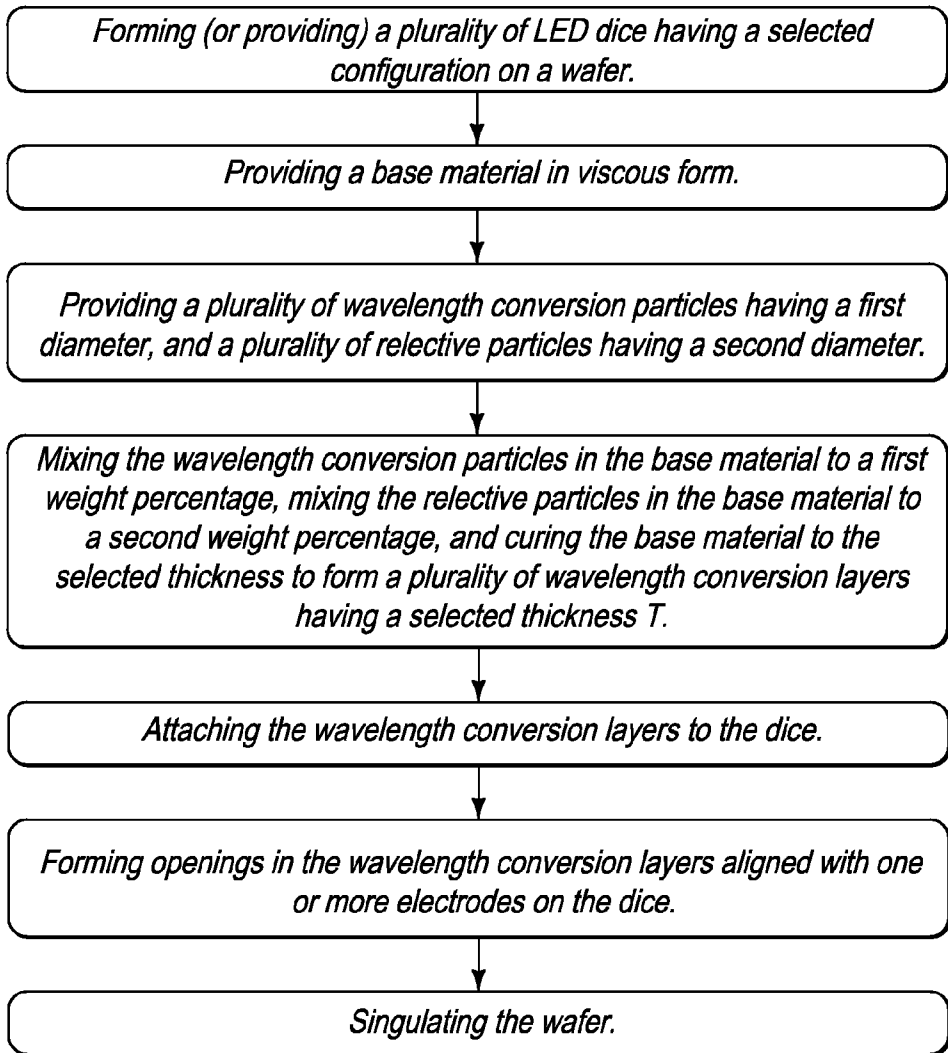 Forming (or providing) a plurality of LED dice having a selected
configuration on a wafer.
Providing a base material in viscous form.
Providing a plurality of wavelength conversion particles having a first
diameter, and a plurality of relective particles having a second diameter.
Mixing the wavelength conversion particles in the base material to a first
weight percentage, mixing the relective particles in the base material to
a second weight percentage, and curing the base material to the
selected thickness to form a plurality of wavelength conversion layers
having a selected thickness T.
Attaching the wavelength conversion layers to the dice.
Forming openings in the wavelength conversion layers aligned with one
or more electrodes on the dice.
Singulating the wafer.